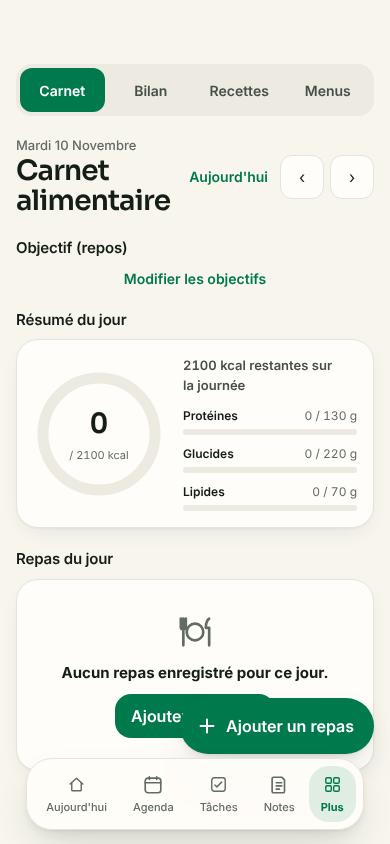 Carnet
Bilan
Recettes
Menus
Mardi 10 Novembre
Carnet
alimentaire
Aujourd'hui
‹
›
Objectif (repos)
Modifier les objectifs
Résumé du jour
0
/ 2100 kcal
2100 kcal restantes sur
la journée
Protéines 0 / 130 g
Glucides 0 / 220 g
Lipides 0 / 70 g
Repas du jour
Aucun repas enregistré pour ce jour.
+ Ajouter un repas
Aujourd'hui
Agenda
Tâches
Notes
Plus